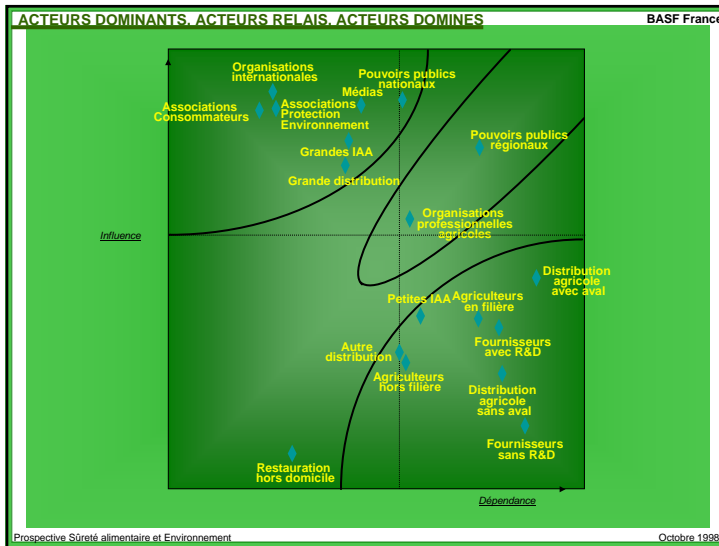 ACTEURS DOMINANTS, ACTEURS RELAIS, ACTEURS DOMINES
BASF France
Organisations
internationales
Pouvoirs publics
nationaux
Médias
Associations
Consommateurs
Associations
Protection
Environnement
Grandes IAA
Grande distribution
Pouvoirs publics
régionaux
Organisations
professionnelles
agricoles
Influence
Distribution
agricole
avec aval
Petites IAA
Agriculteurs
en filière
Fournisseurs
avec R&D
Autre
distribution
Agriculteurs
hors filière
Distribution
agricole
sans aval
Fournisseurs
sans R&D
Restauration
hors domicile
Dépendance
Prospective Sûreté alimentaire et Environnement
Octobre 1998